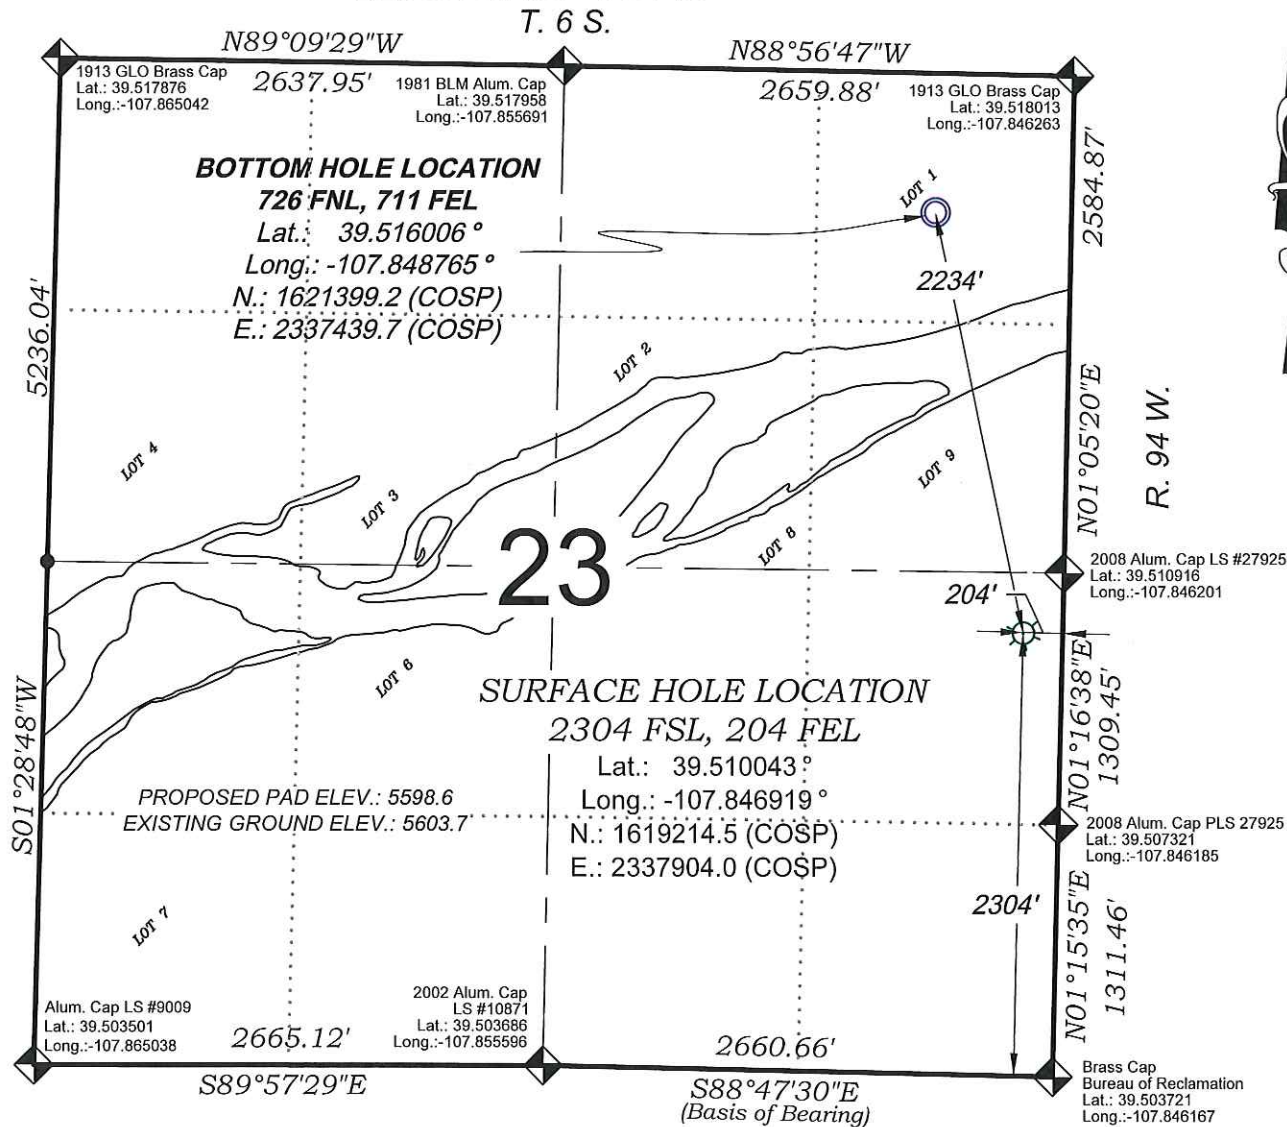 T. 6 S.
N89°09'29"W
N88°56'47"W
1913 GLO Brass Cap
Lat.: 39.517876
Long.:-107.865042
2637.95'
1981 BLM Alum. Cap
Lat.: 39.517958
Long.:-107.855691
2659.88'
1913 GLO Brass Cap
Lat.: 39.518013
Long.:-107.846263
BOTTOM HOLE LOCATION
726 FNL, 711 FEL
Lat.: 39.516006°
Long.: -107.848765°
N.: 1621399.2 (COSP)
E.: 2337439.7 (COSP)
LOT 1
2584.87'
2234'
5236.04'
LOT 2
N01°05'20"E
R. 94 W.
LOT 4
LOT 3
LOT 9
LOT 8
23
2008 Alum. Cap LS #27925
Lat.: 39.510916
Long.:-107.846201
204'
LOT 6
SURFACE HOLE LOCATION
2304 FSL, 204 FEL
Lat.: 39.510043°
Long.: -107.846919°
N.: 1619214.5 (COSP)
E.: 2337904.0 (COSP)
N01°16'38"E
1309.45'
S01°28'48"W
PROPOSED PAD ELEV.: 5598.6
EXISTING GROUND ELEV.: 5603.7
2008 Alum. Cap PLS 27925
Lat.: 39.507321
Long.:-107.846185
2304'
LOT 7
N01°15'35"E
1311.46'
Alum. Cap LS #9009
Lat.: 39.503501
Long.:-107.865038
2665.12'
2002 Alum. Cap
LS #10871
Lat.: 39.503686
Long.:-107.855596
2660.66'
S89°57'29"E
S88°47'30"E
(Basis of Bearing)
Brass Cap
Bureau of Reclamation
Lat.: 39.503721
Long.:-107.846167